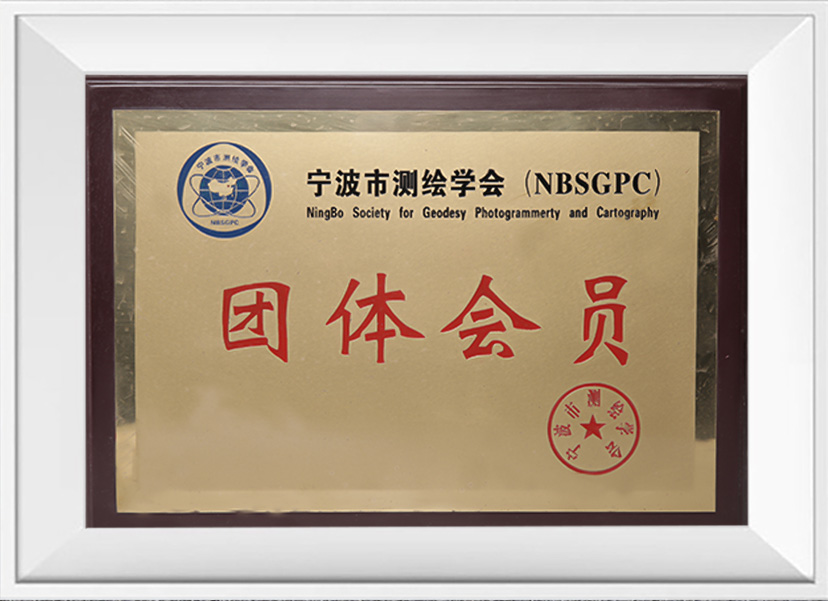 宁波市测绘学会
NBSGPC
宁波市测绘学会（NBSGPC）
NingBo Society for Geodesy Photogrammerty and Cartography
团体会员
宁波市测绘学会